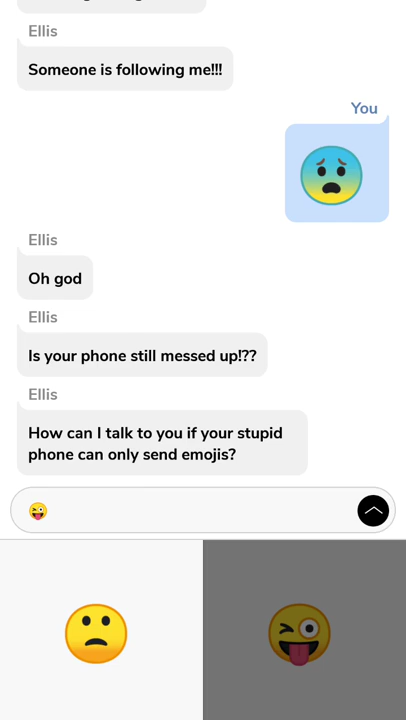 Ellis
Someone is following me!!!
You
Ellis
Oh god
Ellis
Is your phone still messed up!??
Ellis
How can I talk to you if your stupid
phone can only send emojis?